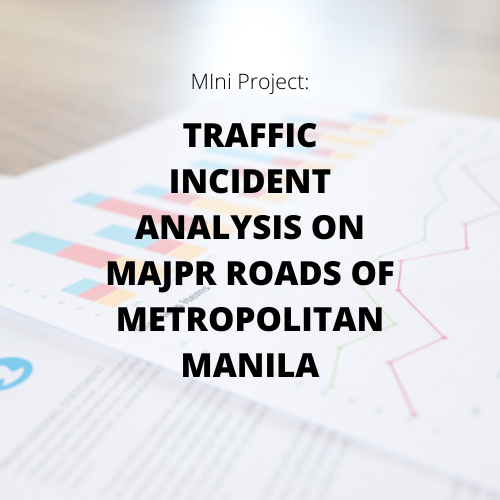 MIni Project:
TRAFFIC
INCIDENT
ANALYSIS ON
MAJPR ROADS OF
METROPOLITAN
MANILA